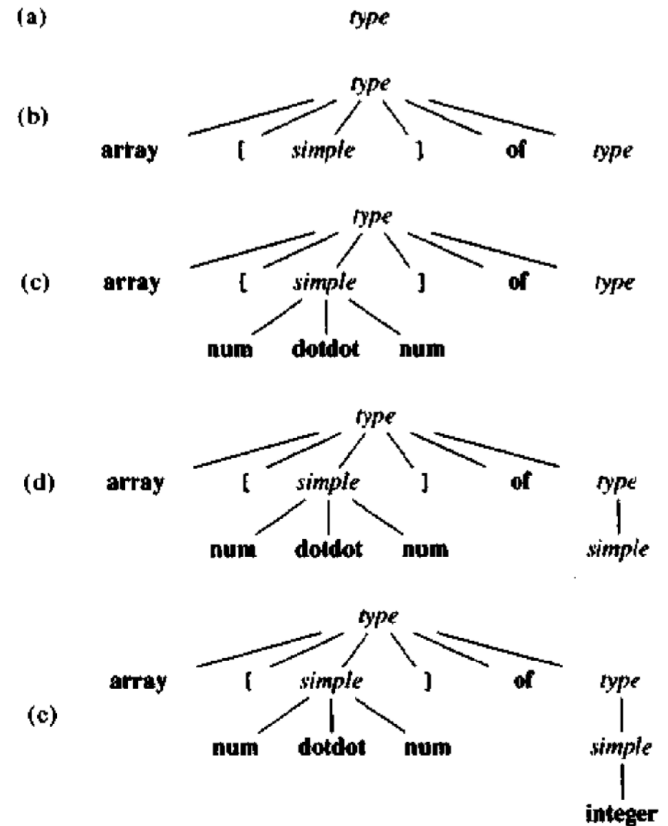 (a) type
type
(b)
array [ simple ] of type
type
(c) array [ simple ] of type
num dotdot num
type
(d) array [ simple ] of type
num dotdot num simple
type
array [ simple ] of type
(e)
num dotdot num simple
integer